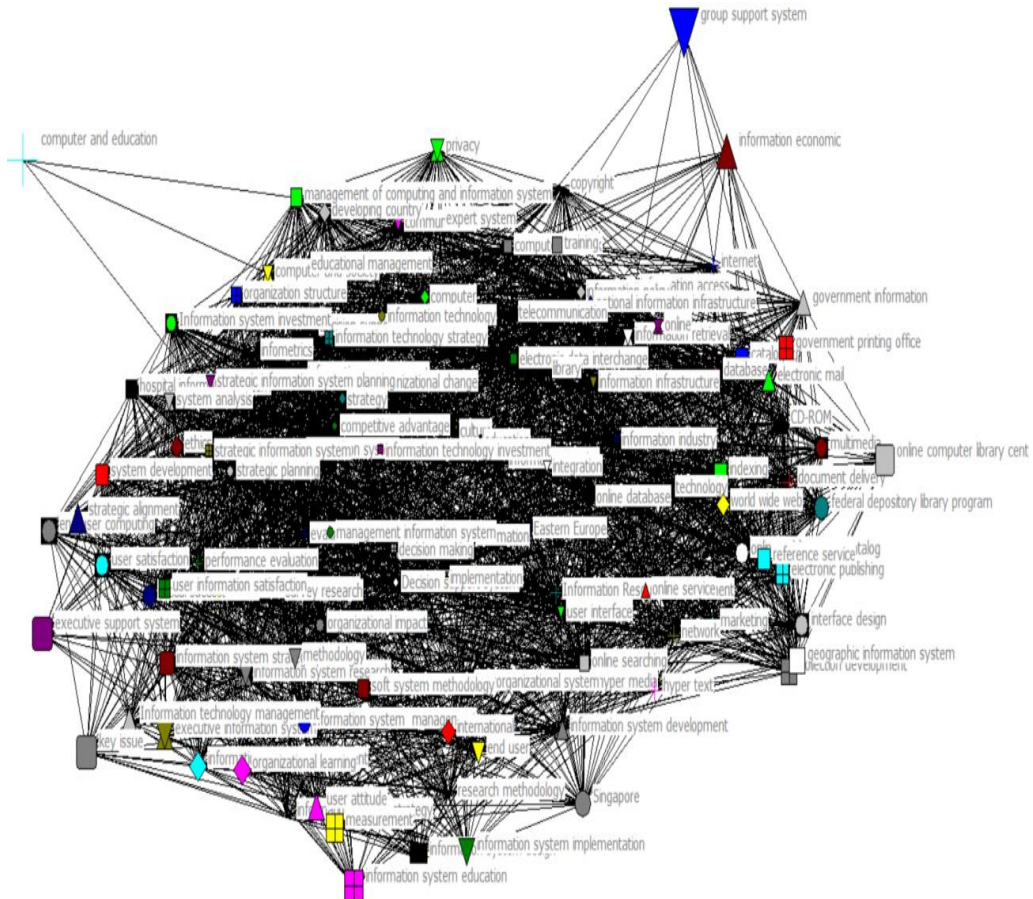 group support system
computer and education
information economic
privacy
copyright
management of computing and information system
developing country
expert system
training
internet
educational management
organization structure
computer
government information
information technology
national information infrastructure
telecommunication
Information system investment
information technology strategy
online
information retrieval
government printing office
infometrics
electronic data interchange
library
database
electronic mail
strategic information system planning
information infrastructure
system analysis
strategy
CD-ROM
competitive advantage
ethics
information industry
multimedia
online computer library cent
strategic information system
information technology investment
system development
strategic planning
integration
indexing
document delivery
technology
online database
world wide web
federal depository library program
strategic alignment
user computing
management information system
Eastern Europe
decision making
user satisfaction
performance evaluation
reference service
electronic publishing
user information satisfaction
implementation
online service
user interface
executive support system
organizational impact
marketing
interface design
network
geographic information system
methodology
online searching
soft system methodology
organizational system
hyper text
Information technology management
executive information system
information system development
end user
key issue
organizational learning
research methodology
Singapore
user attitude
measurement
information system implementation
information system education